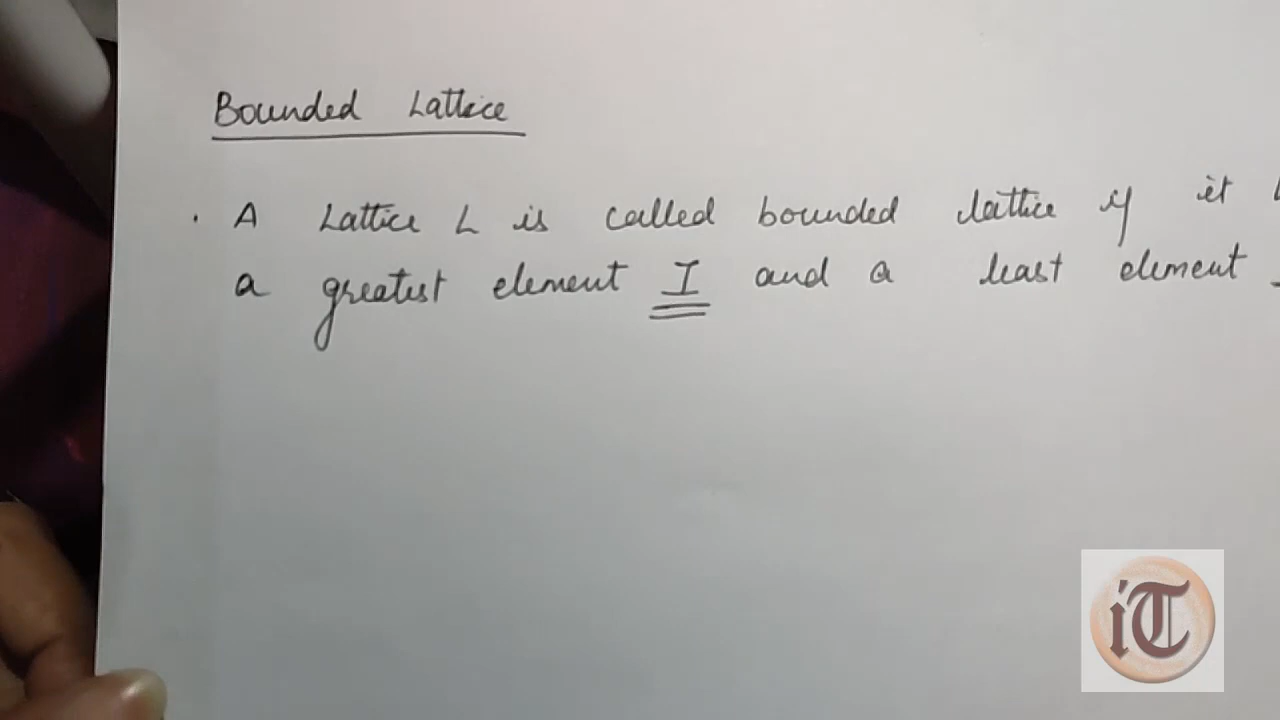 Bounded Lattice
. A Lattice L is called bounded lattice if it
a greatest element I and a least element
iT